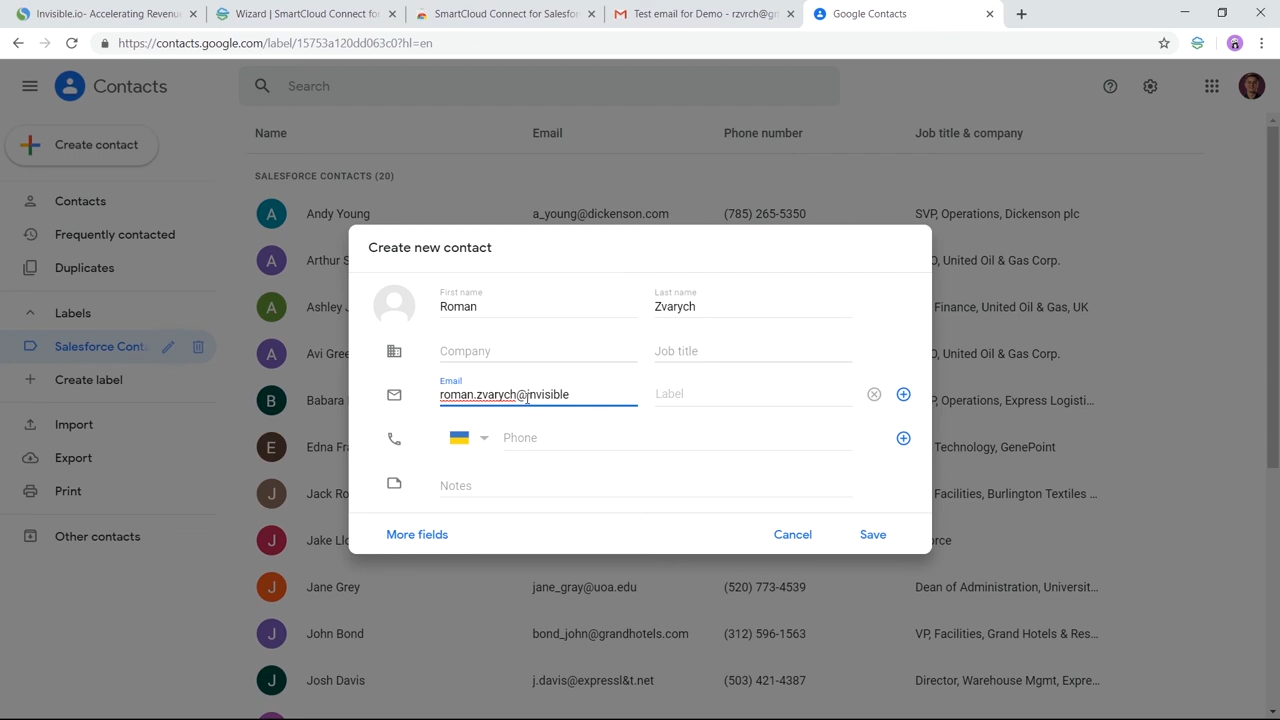 Invisible.io- Accelerating Revenu
Wizard | SmartCloud Connect for
SmartCloud Connect for Salesfor
Test email for Demo - rzvrch@gm
Google Contacts
https://contacts.google.com/label/15753a120dd063c0?hl=en
Contacts
Search
Create contact
Contacts
Frequently contacted
Duplicates
Labels
Salesforce Conta
Create label
Import
Export
Print
Other contacts
Name Email Phone number Job title & company
SALESFORCE CONTACTS (20)
A Andy Young a_young@dickenson.com (785) 265-5350 SVP, Operations, Dickenson plc
A Arthur S O, United Oil & Gas Corp.
A Ashley Finance, United Oil & Gas, UK
A Avi Gree O, United Oil & Gas Corp.
B Babara P, Operations, Express Logisti...
E Edna Fr Technology, GenePoint
J Jack Ro Facilities, Burlington Textiles ...
J Jake Ll orce
J Jane Grey jane_gray@uoa.edu (520) 773-4539 Dean of Administration, Universit...
J John Bond bond_john@grandhotels.com (312) 596-1563 VP, Facilities, Grand Hotels & Res...
J Josh Davis j.davis@expressl&t.net (503) 421-4387 Director, Warehouse Mgmt, Expre...
Create new contact
First name
Roman
Last name
Zvarych
Company
Job title
Email
roman.zvarych@invisible
Label
Phone
Notes
More fields
Cancel
Save